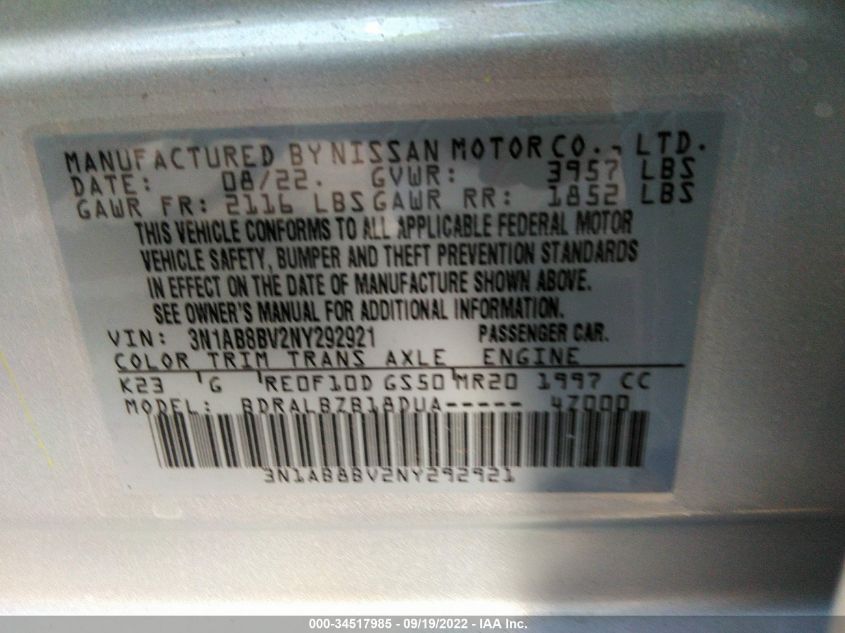 MANUFACTURED BY NISSAN MOTOR CO., LTD.
DATE: 08/22. GVWR: 3957 LBS
GAWR FR: 2116 LBS GAWR RR: 1852 LBS
THIS VEHICLE CONFORMS TO ALL APPLICABLE FEDERAL MOTOR
VEHICLE SAFETY, BUMPER AND THEFT PREVENTION STANDARDS
IN EFFECT ON THE DATE OF MANUFACTURE SHOWN ABOVE.
SEE OWNER'S MANUAL FOR ADDITIONAL INFORMATION.
VIN: 3N1AB8BV2NY292921 PASSENGER CAR.
COLOR TRIM TRANS AXLE ENGINE
K23 G RE0F10D GS50 MR20 1997 CC
MODEL: BDRALBZB18DUA----- 47000
3N1AB8BV2NY292921
000-34517985 - 09/19/2022 - IAA Inc.